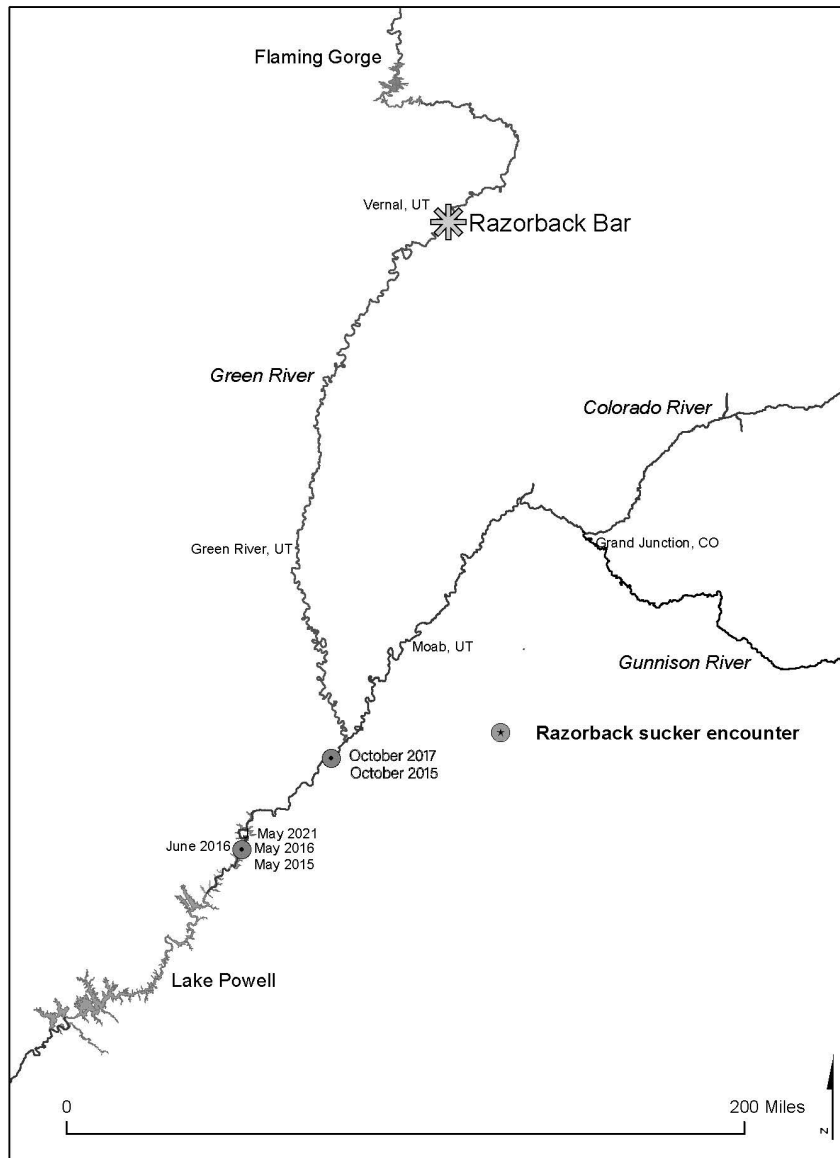 Flaming Gorge
Vernal, UT
Razorback Bar
Green River
Colorado River
Green River, UT
Grand Junction, CO
Moab, UT
Gunnison River
Razorback sucker encounter
October 2017
October 2015
May 2021
June 2016
May 2016
May 2015
Lake Powell
0
200 Miles
N